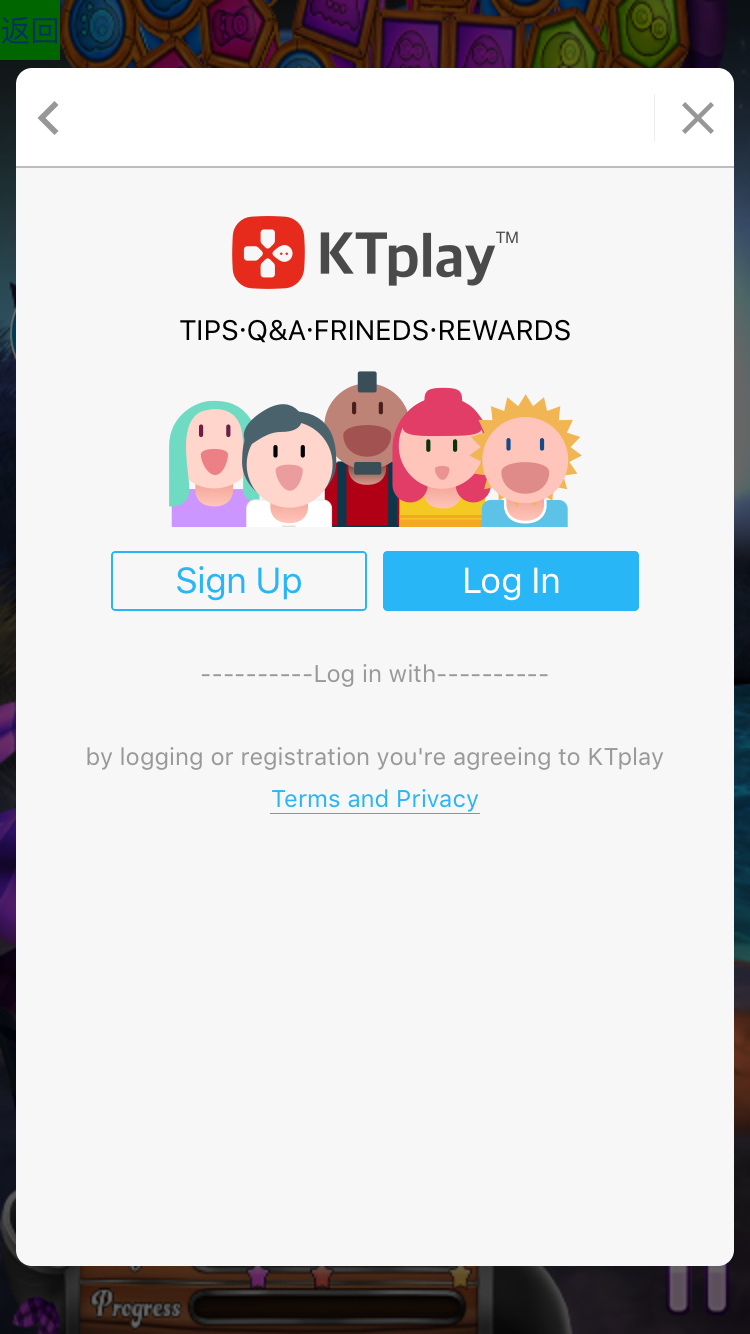 返回
KTplay™
TIPS·Q&A·FRINEDS·REWARDS
Sign Up
Log In
----------Log in with----------
by logging or registration you're agreeing to KTplay
Terms and Privacy
Progress